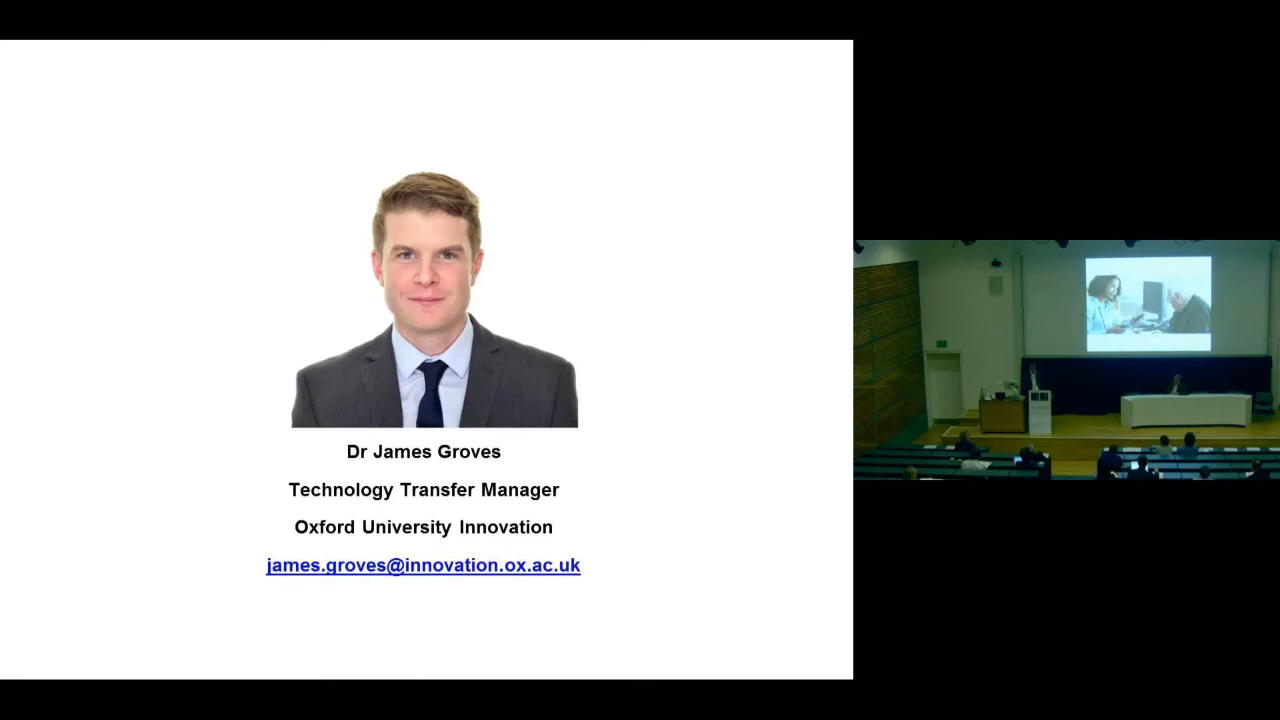 Dr James Groves
Technology Transfer Manager
Oxford University Innovation
james.groves@innovation.ox.ac.uk